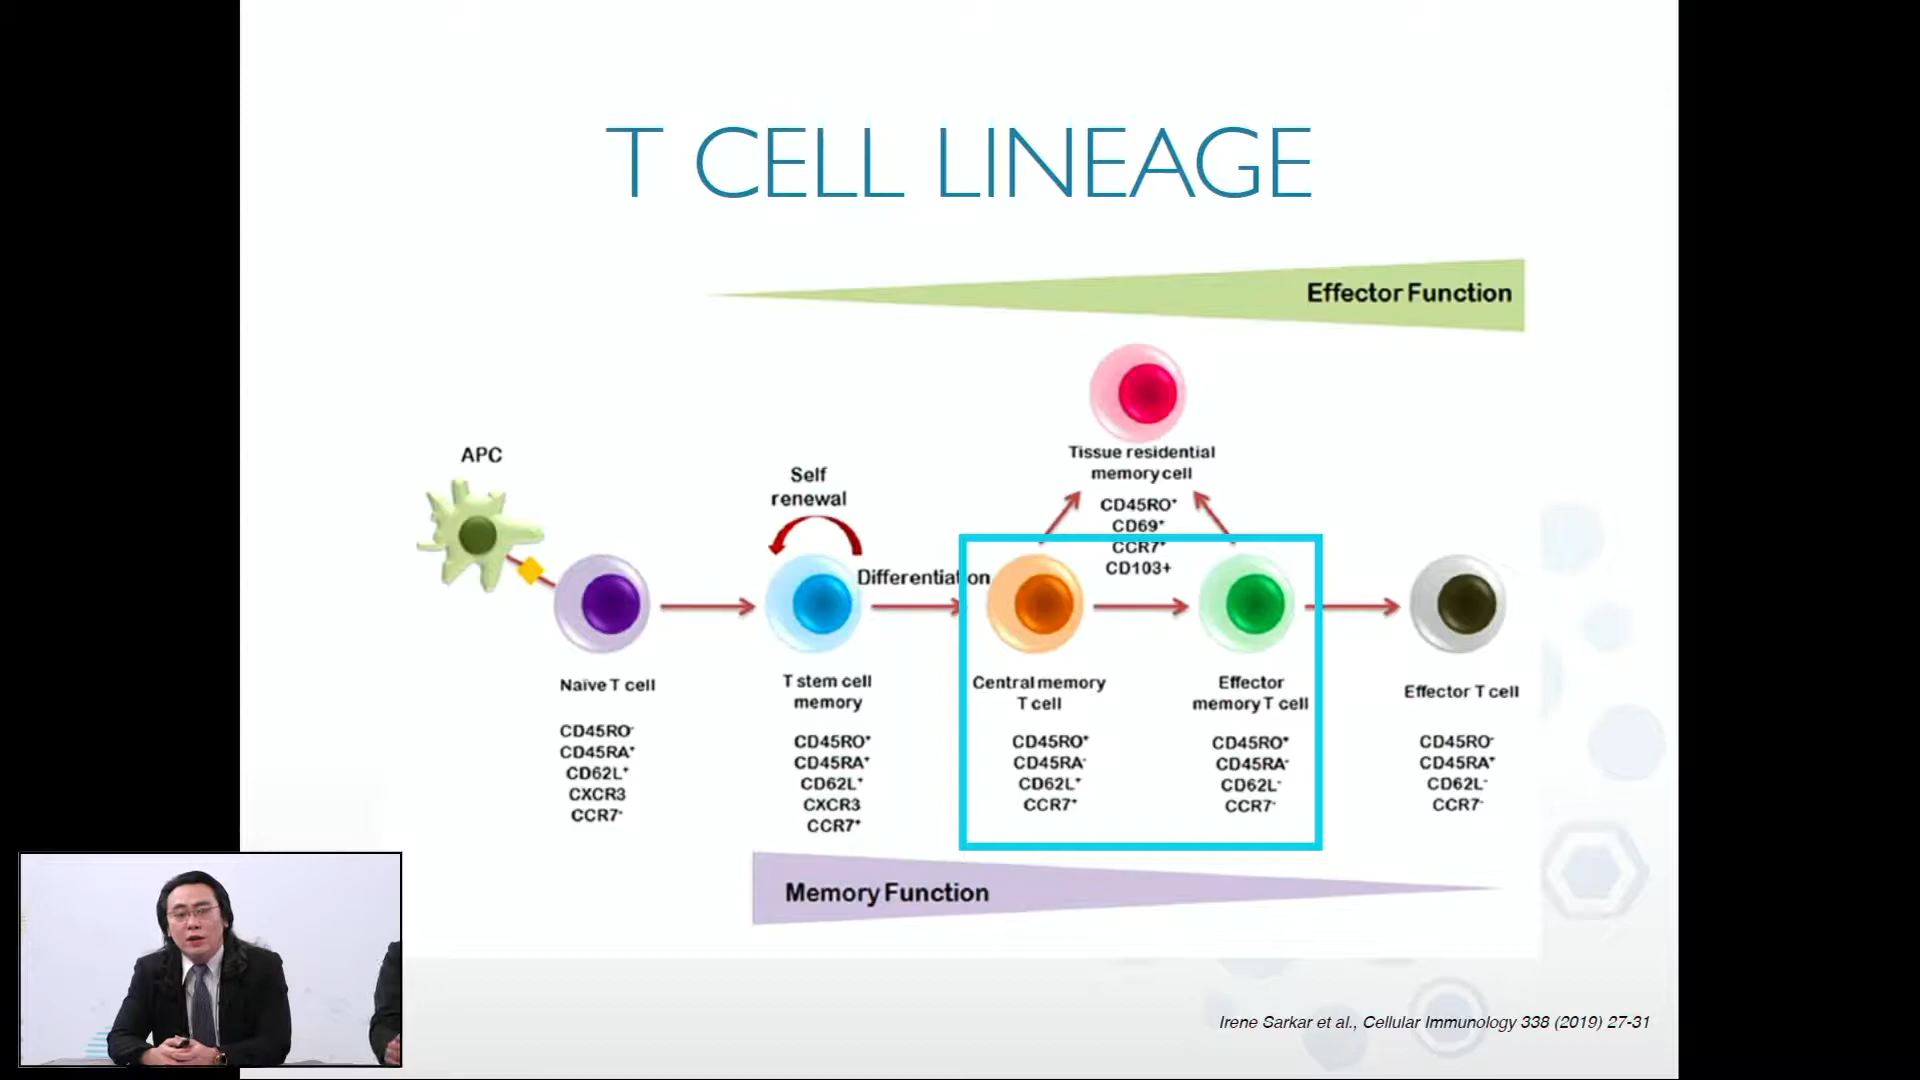 T CELL LINEAGE
Effector Function
APC
Self
renewal
Differentiation
Tissue residential
memory cell
CD45RO⁺
CD69⁺
CCR7⁺
CD103+
Naïve T cell
CD45RO⁻
CD45RA⁺
CD62L⁺
CXCR3
CCR7⁻
T stem cell
memory
CD45RO⁺
CD45RA⁺
CD62L⁺
CXCR3
CCR7⁺
Central memory
T cell
CD45RO⁺
CD45RA⁻
CD62L⁺
CCR7⁺
Effector
memory T cell
CD45RO⁺
CD45RA⁻
CD62L⁻
CCR7⁻
Effector T cell
CD45RO⁻
CD45RA⁺
CD62L⁻
CCR7⁻
Memory Function
Irene Sarkar et al., Cellular Immunology 338 (2019) 27-31